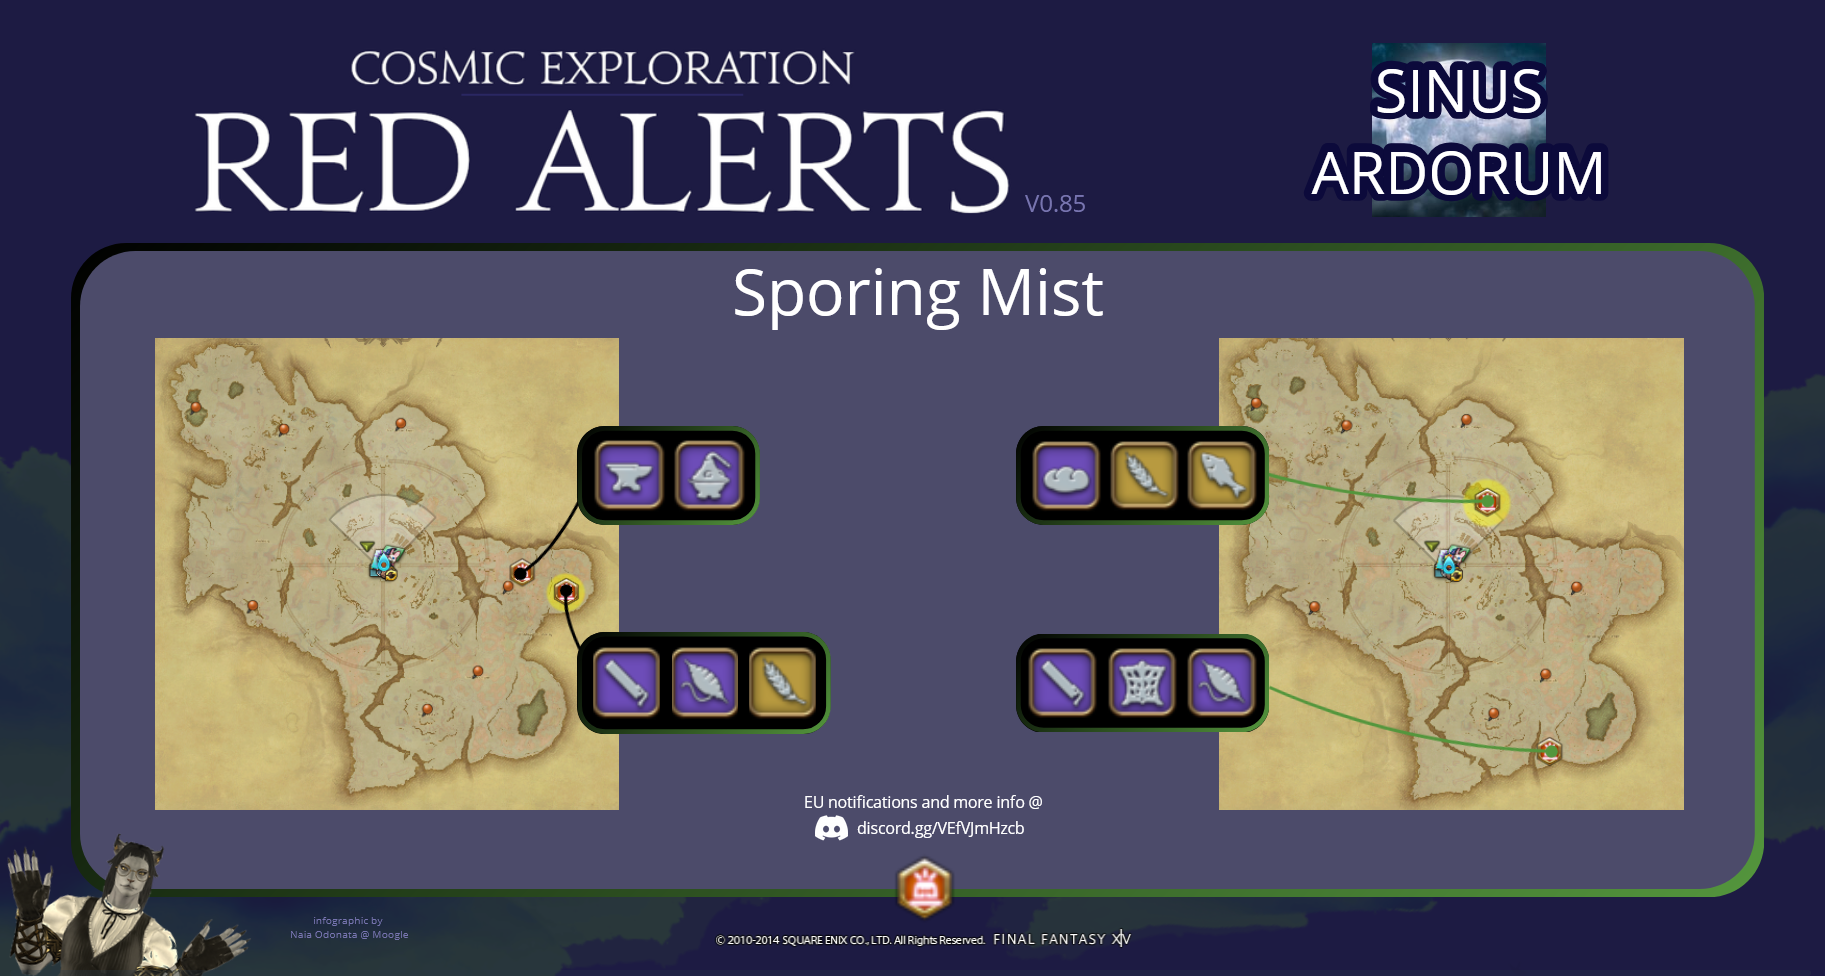 COSMIC EXPLORATION
RED ALERTS
V0.85
SINUS
ARDORUM
Sporing Mist
EU notifications and more info @
discord.gg/VEfVJmHzcb
infographic by
Naia Odonata @ Moogle
© 2010-2014 SQUARE ENIX CO., LTD. All Rights Reserved. FINAL FANTASY XIV